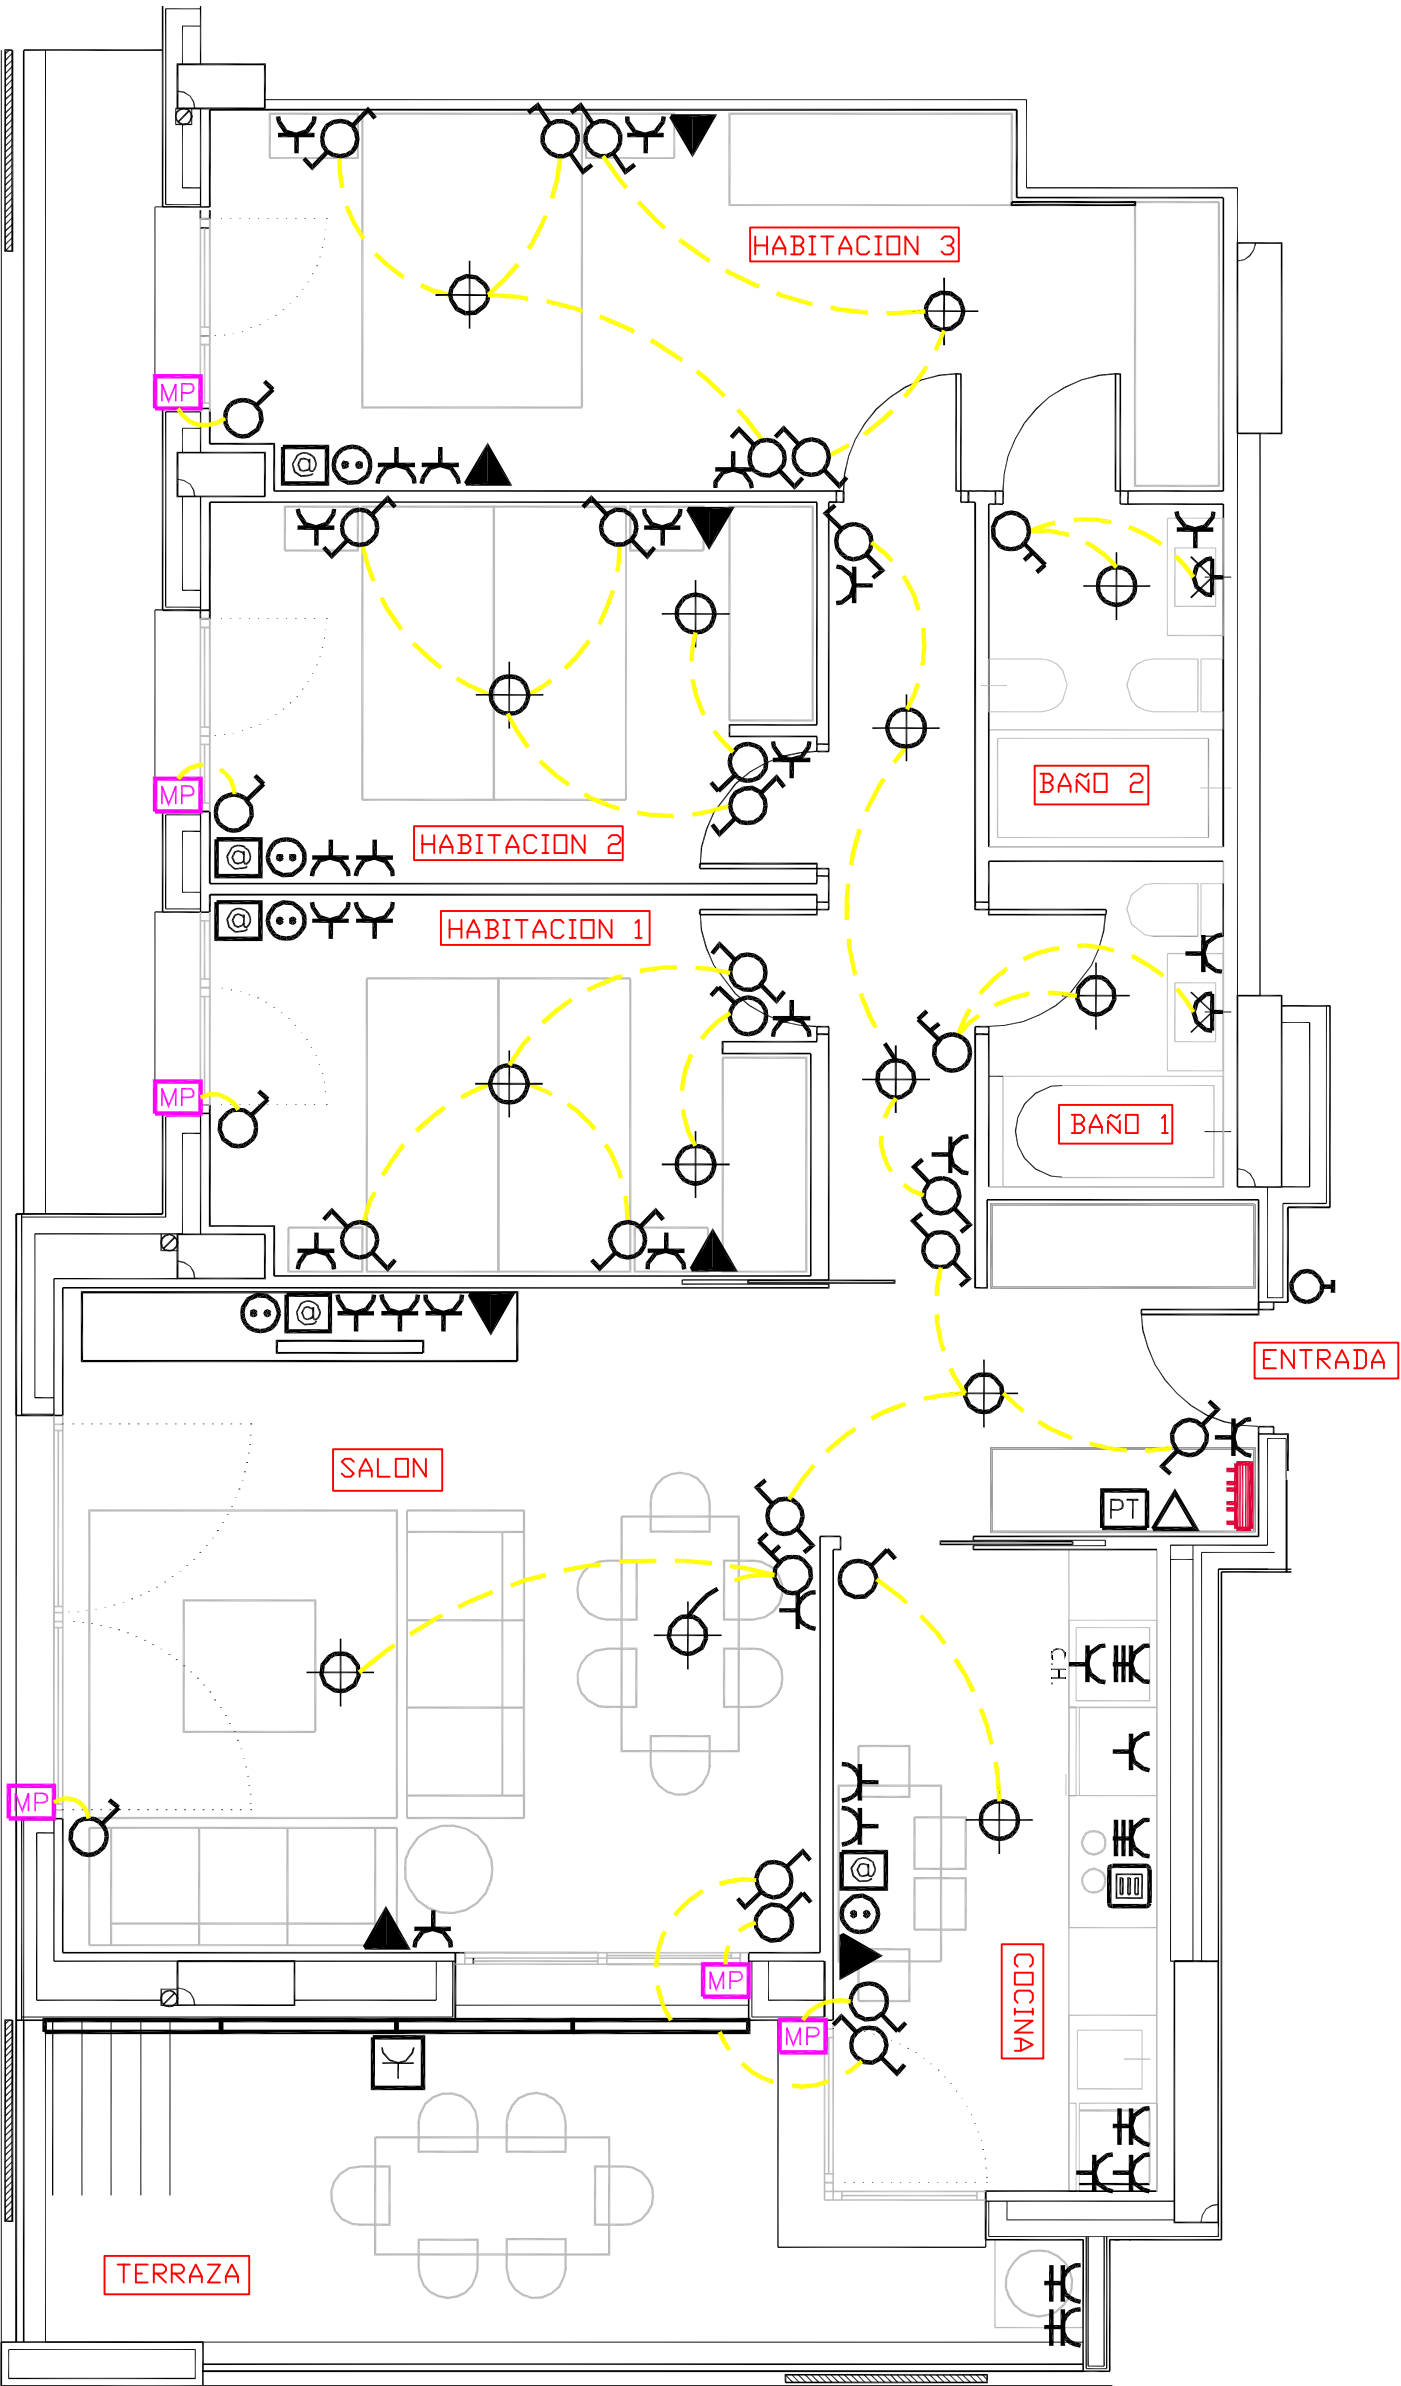 HABITACION 3
MP
@
BAÑO 2
MP
HABITACION 2
@
@
HABITACION 1
MP
BAÑO 1
@
ENTRADA
SALON
PT
C.H.
MP
@
MP
COCINA
MP
TERRAZA